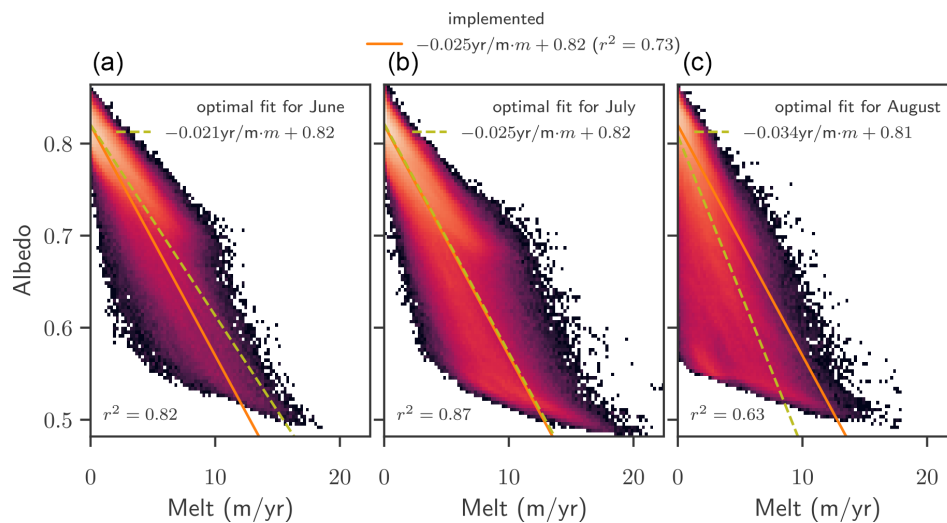 implemented
−0.025yr/m·m + 0.82 (r² = 0.73)
(a) (b) (c)
optimal fit for June
−0.021yr/m·m + 0.82
optimal fit for July
−0.025yr/m·m + 0.82
optimal fit for August
−0.034yr/m·m + 0.81
0.8
0.7
0.6
0.5
Albedo
r² = 0.82
r² = 0.87
r² = 0.63
0 10 20 0 10 20 0 10 20
Melt (m/yr) Melt (m/yr) Melt (m/yr)